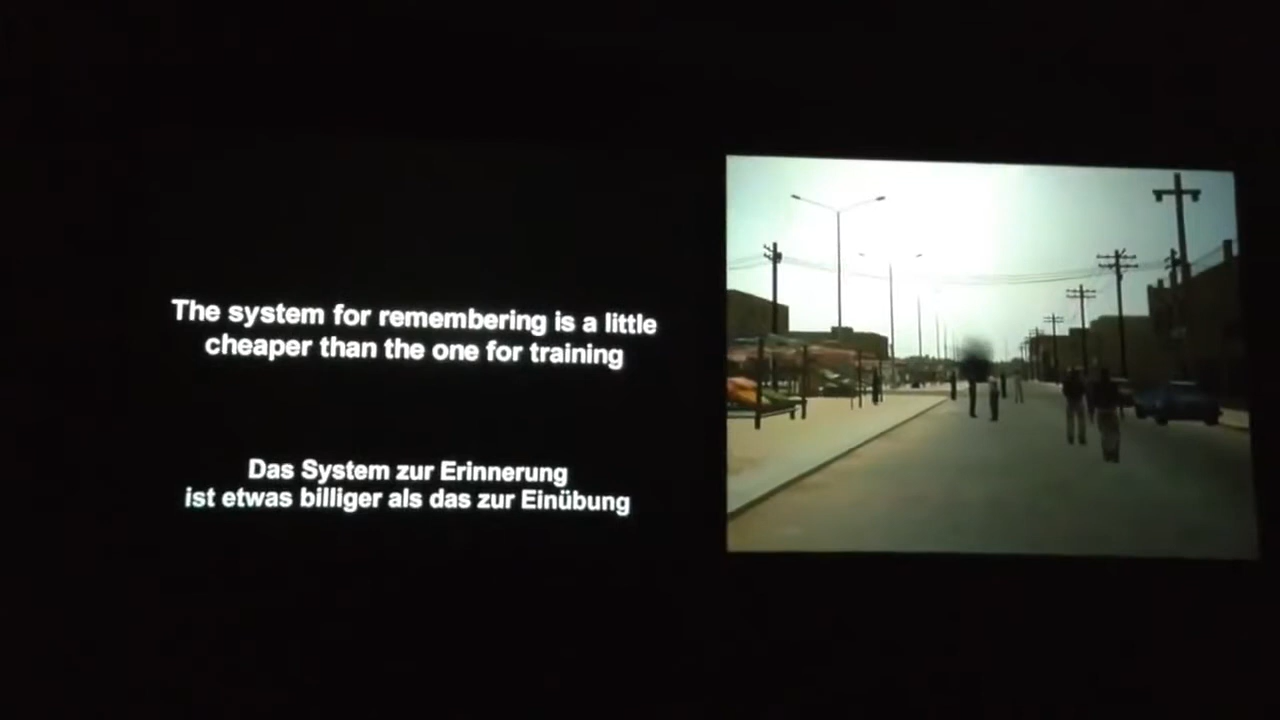 The system for remembering is a little
cheaper than the one for training
Das System zur Erinnerung
ist etwas billiger als das zur Einübung